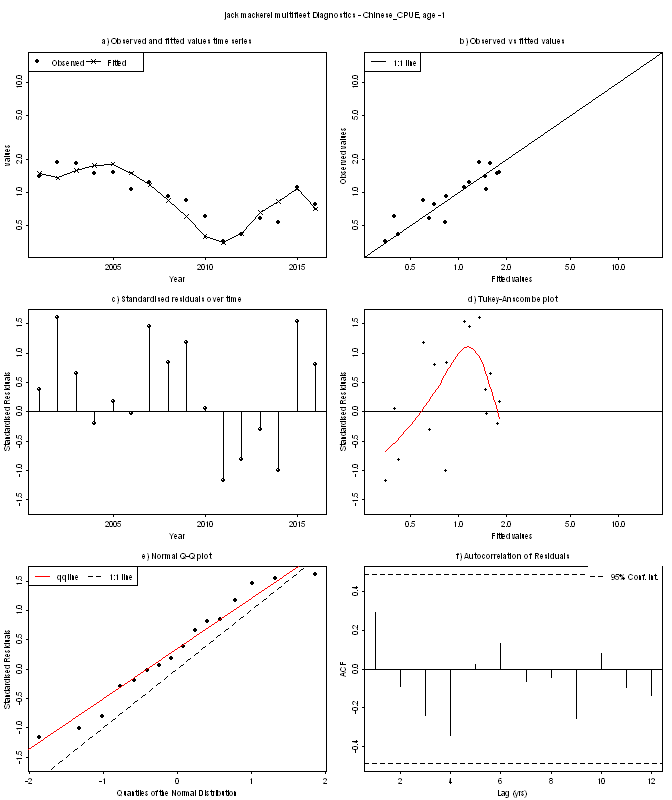 jack mackerel multifleet Diagnostics - Chinese_CPUE, age -1
a) Observed and fitted values time series
Observed Fitted
values
10.0
5.0
2.0
1.0
0.5
2005 2010 2015
Year
b) Observed vs fitted values
1:1 line
Observed values
10.0
5.0
2.0
1.0
0.5
0.5 1.0 2.0 5.0 10.0
Fitted values
c) Standardised residuals over time
Standardised Residuals
1.5
1.0
0.5
0.0
-0.5
-1.0
-1.5
2005 2010 2015
Year
d) Tukey-Anscombe plot
Standardised Residuals
1.5
1.0
0.5
0.0
-0.5
-1.0
-1.5
0.5 1.0 2.0 5.0 10.0
Fitted values
e) Normal Q-Q plot
qq line 1:1 line
Standardised Residuals
1.5
1.0
0.5
0.0
-0.5
-1.0
-1.5
-2 -1 0 1 2
Quantiles of the Normal Distribution
f) Autocorrelation of Residuals
95% Conf. Int.
ACF
0.4
0.2
0.0
-0.2
-0.4
2 4 6 8 10 12
Lag (yrs)